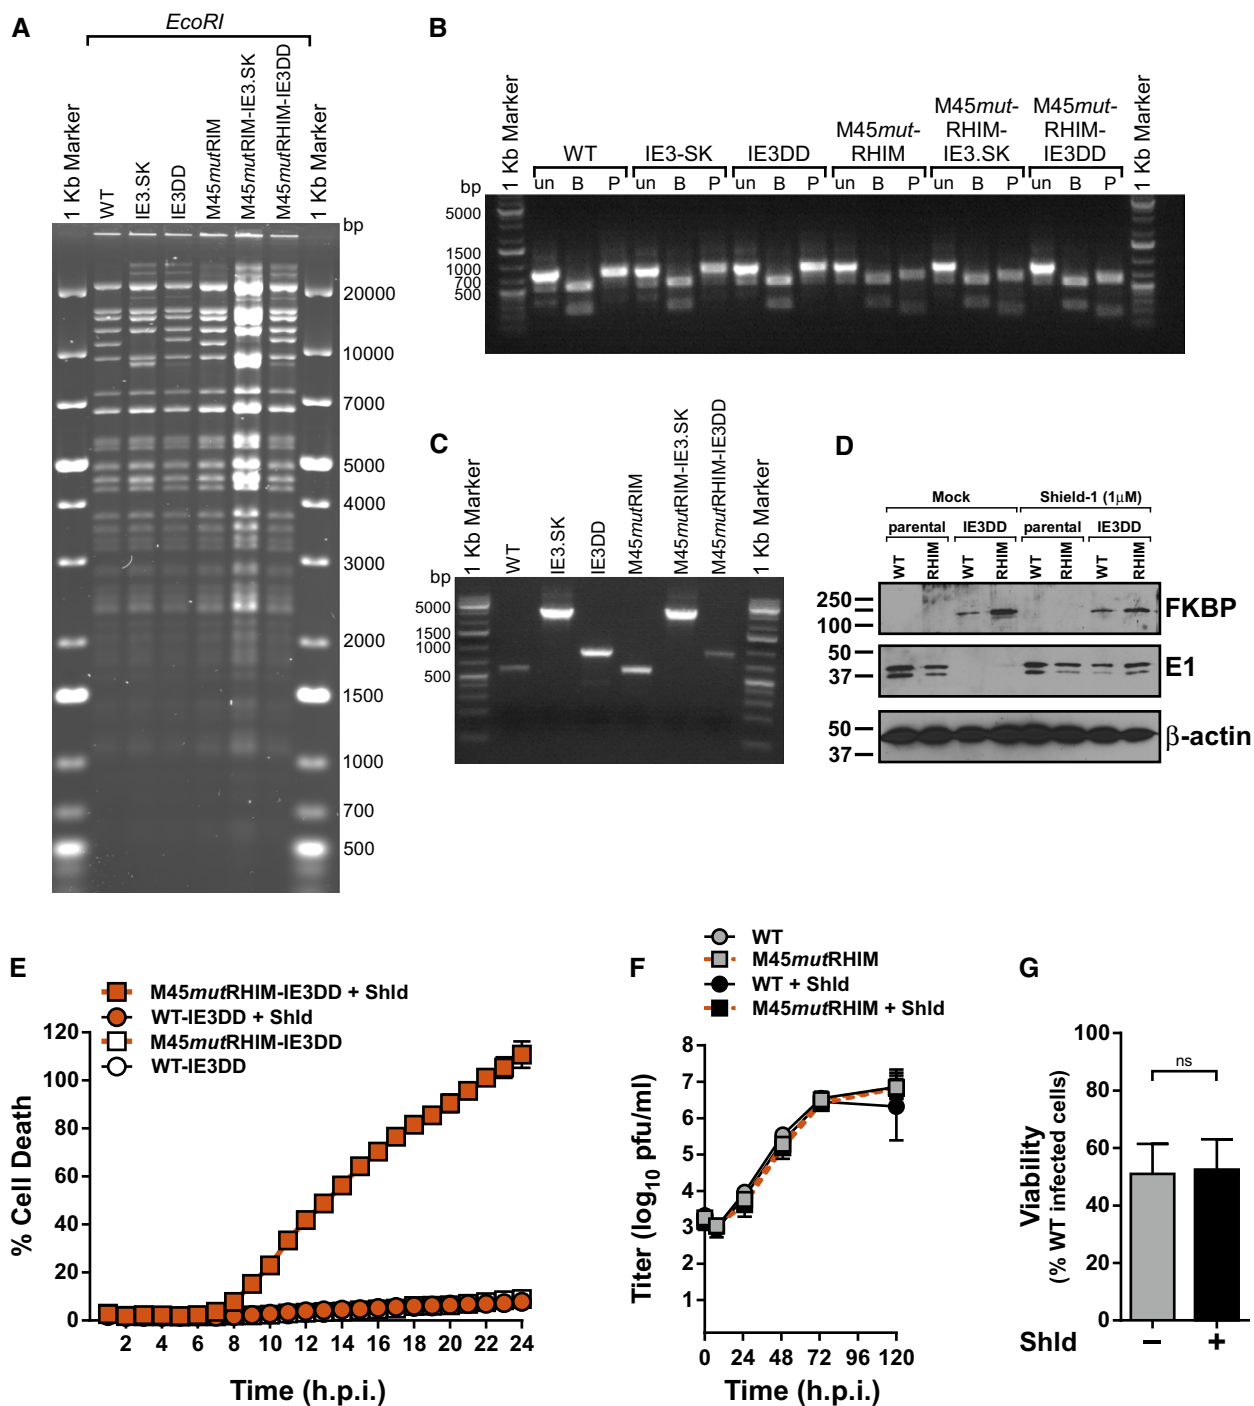 A
EcoRI
1 Kb Marker
WT
IE3.SK
IE3DD
M45mutRIM
M45mutRIM-IE3.SK
M45mutRHIM-IE3DD
1 Kb Marker
bp
20000
10000
7000
5000
4000
3000
2000
1500
1000
700
500
B
1 Kb Marker
WT
IE3-SK
IE3DD
M45mut-
RHIM
M45mut-
RHIM-
IE3.SK
M45mut-
RHIM-
IE3DD
1 Kb Marker
bp
un B P un B P un B P un B P un B P un B P
5000
1500
1000
700
500
C
1 Kb Marker
WT
IE3.SK
IE3DD
M45mutRIM
M45mutRIM-IE3.SK
M45mutRHIM-IE3DD
1 Kb Marker
bp
5000
1500
1000
500
D
Mock
Shield-1 (1μM)
parental IE3DD parental IE3DD
WT RHIM WT RHIM WT RHIM WT RHIM
250
100
FKBP
50
37
E1
50
37
β-actin
E
M45mutRHIM-IE3DD + Shld
WT-IE3DD + Shld
M45mutRHIM-IE3DD
WT-IE3DD
% Cell Death
120
100
80
60
40
20
0
2 4 6 8 10 12 14 16 18 20 22 24
Time (h.p.i.)
F
WT
M45mutRHIM
WT + Shld
M45mutRHIM + Shld
Titer (log10 pfu/ml)
8
7
6
5
4
3
2
1
0 24 48 72 96 120
Time (h.p.i.)
G
Viability
(% WT infected cells)
100
80
60
40
20
0
ns
Shld − +